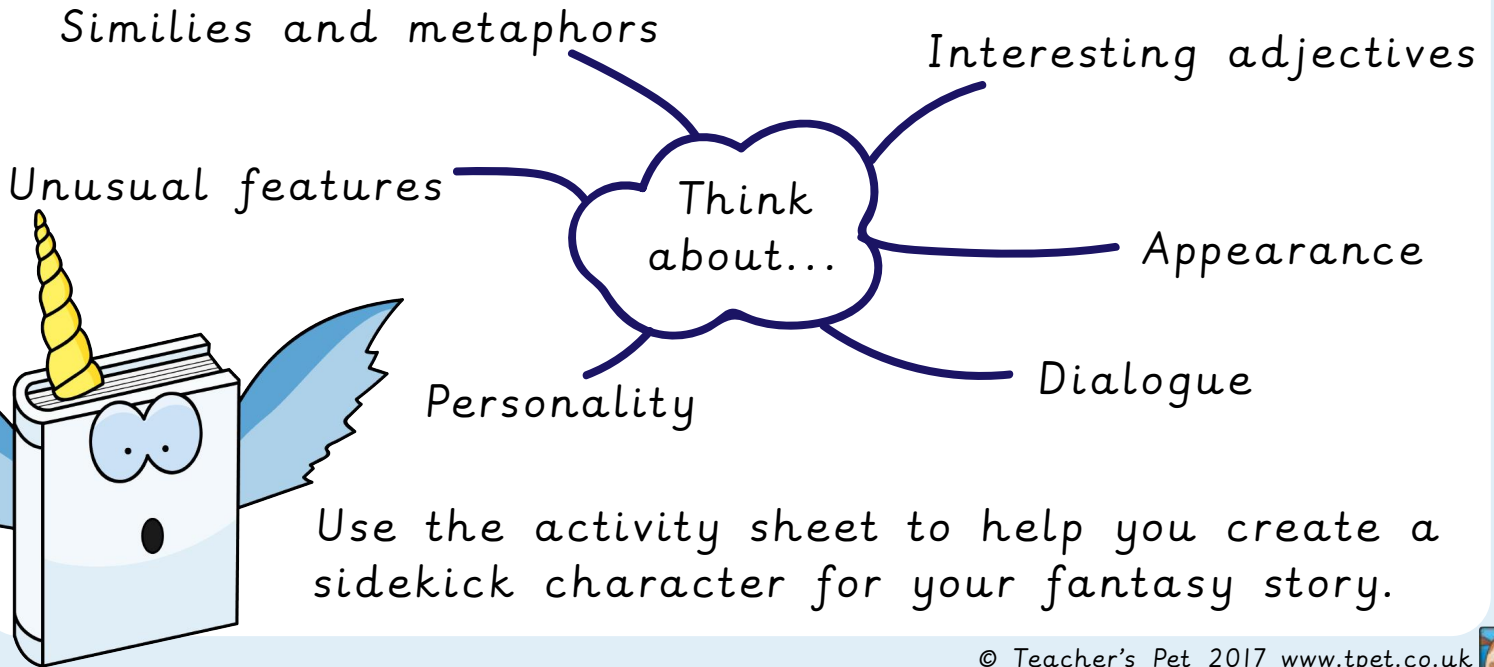 Similies and metaphors
Interesting adjectives
Unusual features
Think
about...
Appearance
Personality
Dialogue
Use the activity sheet to help you create a
sidekick character for your fantasy story.
© Teacher's Pet 2017 www.tpet.co.uk